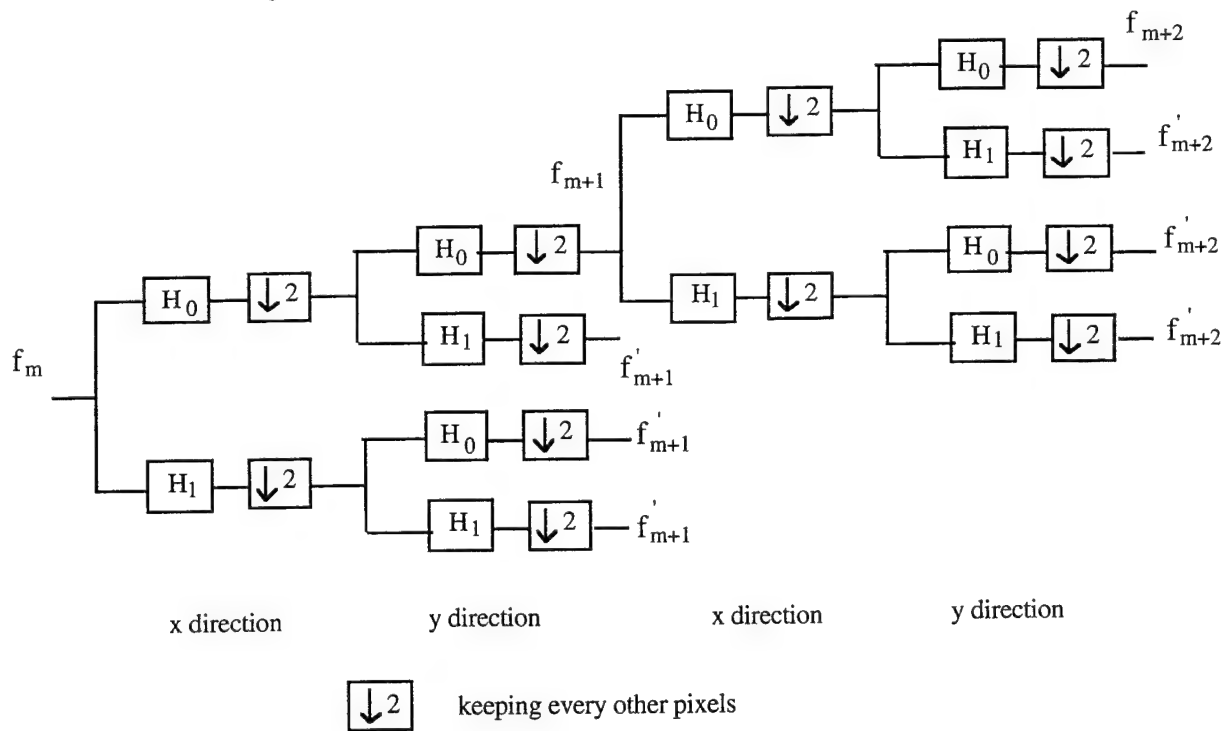 f_{m+2}
H_0 ↓ 2
H_0 ↓ 2
H_1 ↓ 2 f'_{m+2}
f_{m+1}
H_0 ↓ 2
H_0 ↓ 2 f'_{m+2}
H_0 ↓ 2
H_1 ↓ 2
H_1 ↓ 2
H_1 ↓ 2 f'_{m+2}
f_m
f'_{m+1}
H_0 ↓ 2 f'_{m+1}
H_1 ↓ 2
H_1 ↓ 2 f'_{m+1}
x direction y direction x direction y direction
↓ 2 keeping every other pixels